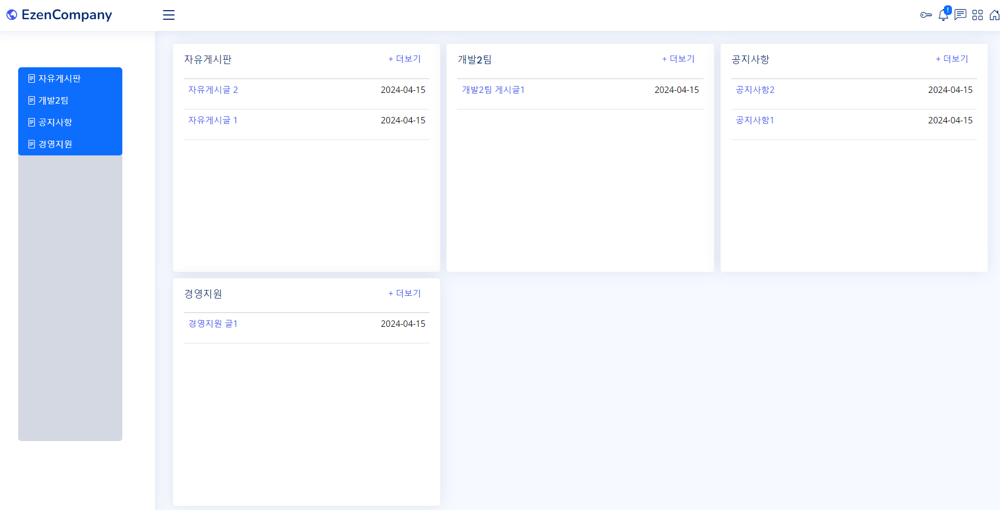 EzenCompany
!
자유게시판
개발2팀
공지사항
경영지원
자유게시판 + 더보기
자유게시글 2 2024-04-15
자유게시글 1 2024-04-15
개발2팀 + 더보기
개발2팀 게시글1 2024-04-15
공지사항 + 더보기
공지사항2 2024-04-15
공지사항1 2024-04-15
경영지원 + 더보기
경영지원 글1 2024-04-15